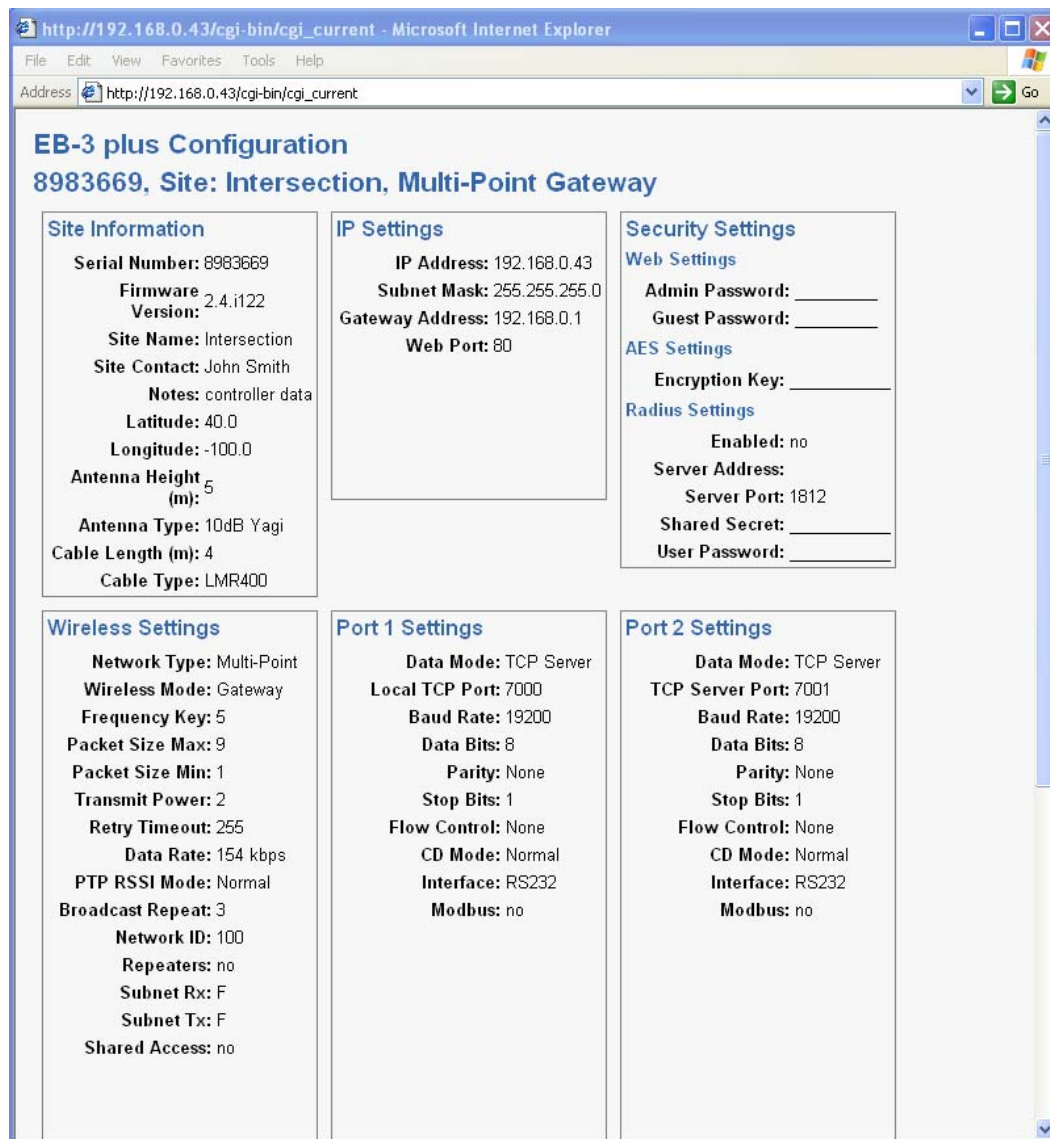 http://192.168.0.43/cgi-bin/cgi_current - Microsoft Internet Explorer
File Edit View Favorites Tools Help
Address http://192.168.0.43/cgi-bin/cgi_current Go
EB-3 plus Configuration
8983669, Site: Intersection, Multi-Point Gateway
Site Information
Serial Number: 8983669
Firmware
Version: 2.4.i122
Site Name: Intersection
Site Contact: John Smith
Notes: controller data
Latitude: 40.0
Longitude: -100.0
Antenna Height
(m): 5
Antenna Type: 10dB Yagi
Cable Length (m): 4
Cable Type: LMR400
IP Settings
IP Address: 192.168.0.43
Subnet Mask: 255.255.255.0
Gateway Address: 192.168.0.1
Web Port: 80
Security Settings
Web Settings
Admin Password: ________
Guest Password: ________
AES Settings
Encryption Key: __________
Radius Settings
Enabled: no
Server Address:
Server Port: 1812
Shared Secret: __________
User Password: __________
Wireless Settings
Network Type: Multi-Point
Wireless Mode: Gateway
Frequency Key: 5
Packet Size Max: 9
Packet Size Min: 1
Transmit Power: 2
Retry Timeout: 255
Data Rate: 154 kbps
PTP RSSI Mode: Normal
Broadcast Repeat: 3
Network ID: 100
Repeaters: no
Subnet Rx: F
Subnet Tx: F
Shared Access: no
Port 1 Settings
Data Mode: TCP Server
Local TCP Port: 7000
Baud Rate: 19200
Data Bits: 8
Parity: None
Stop Bits: 1
Flow Control: None
CD Mode: Normal
Interface: RS232
Modbus: no
Port 2 Settings
Data Mode: TCP Server
TCP Server Port: 7001
Baud Rate: 19200
Data Bits: 8
Parity: None
Stop Bits: 1
Flow Control: None
CD Mode: Normal
Interface: RS232
Modbus: no